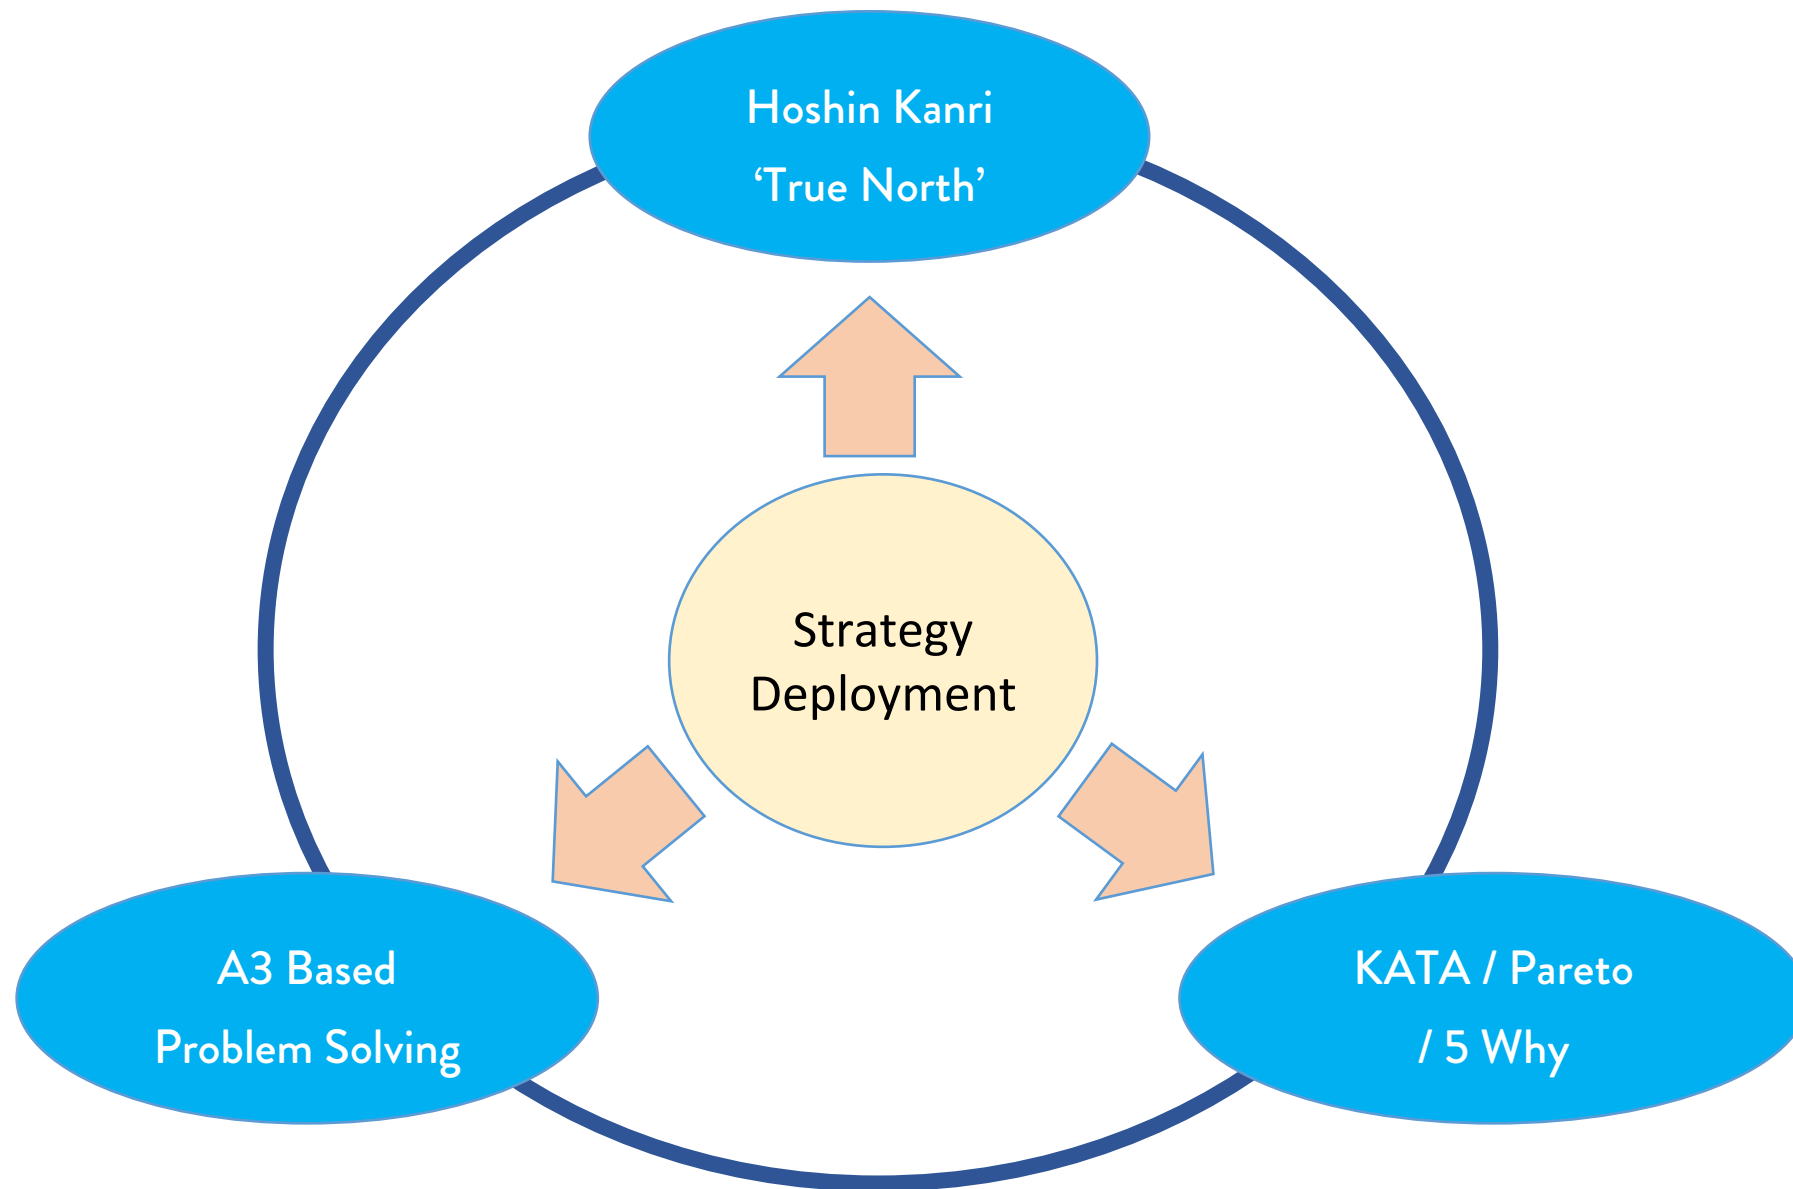 Hoshin Kanri
‘True North’
Strategy
Deployment
A3 Based
Problem Solving
KATA / Pareto
/ 5 Why